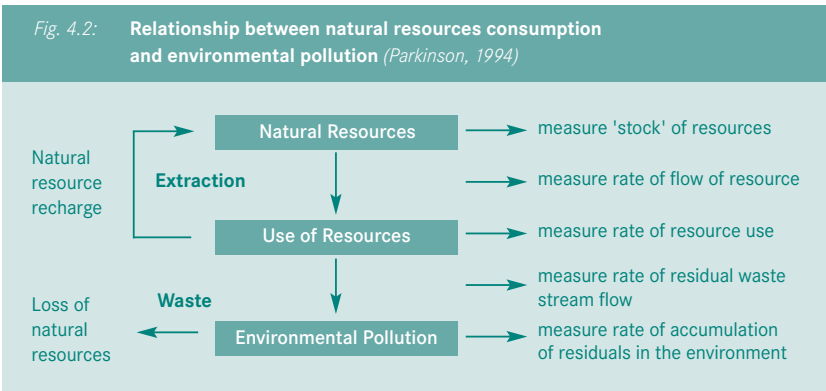 Fig. 4.2: Relationship between natural resources consumption
and environmental pollution (Parkinson, 1994)
Natural Resources
measure 'stock' of resources
Natural
resource
recharge
Extraction
measure rate of flow of resource
Use of Resources
measure rate of resource use
Waste
measure rate of residual waste
stream flow
Loss of
natural
resources
Environmental Pollution
measure rate of accumulation
of residuals in the environment